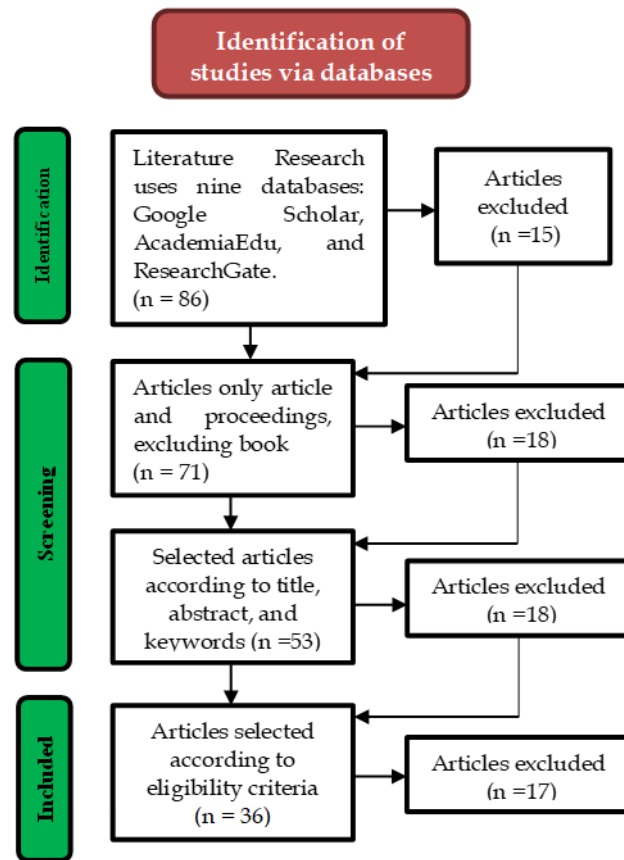 Identification of
studies via databases
Identification
Literature Research
uses nine databases:
Google Scholar,
AcademiaEdu, and
ResearchGate.
(n = 86)
Articles
excluded
(n =15)
Screening
Articles only article
and proceedings,
excluding book
(n = 71)
Articles excluded
(n =18)
Selected articles
according to title,
abstract, and
keywords (n =53)
Articles excluded
(n =18)
Included
Articles selected
according to
eligibility criteria
(n = 36)
Articles excluded
(n =17)